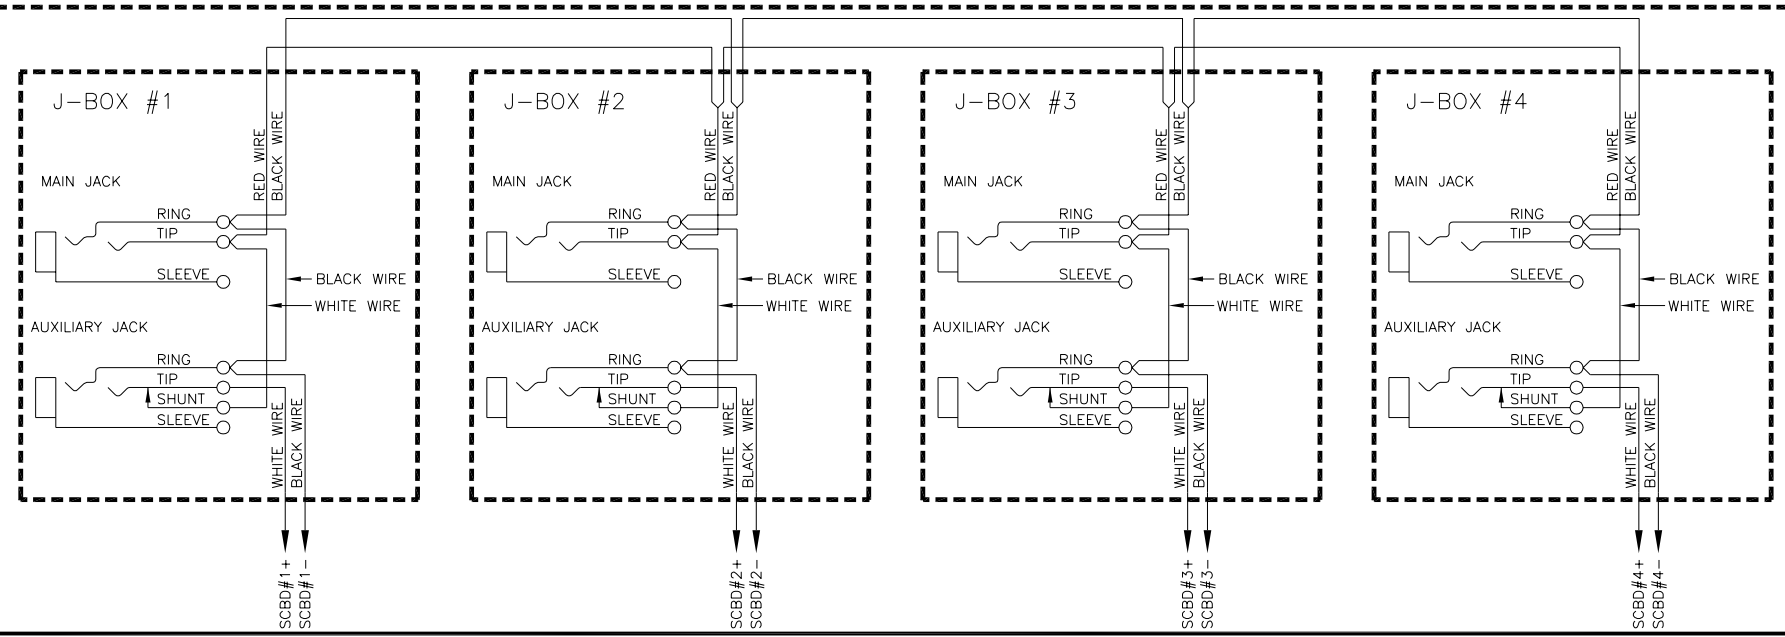 J-BOX #1
RED WIRE
BLACK WIRE
MAIN JACK
RING
TIP
SLEEVE
BLACK WIRE
WHITE WIRE
AUXILIARY JACK
RING
TIP
SHUNT
SLEEVE
WHITE WIRE
BLACK WIRE
SCBD#1+
SCBD#1-
J-BOX #2
RED WIRE
BLACK WIRE
MAIN JACK
RING
TIP
SLEEVE
BLACK WIRE
WHITE WIRE
AUXILIARY JACK
RING
TIP
SHUNT
SLEEVE
WHITE WIRE
BLACK WIRE
SCBD#2+
SCBD#2-
J-BOX #3
RED WIRE
BLACK WIRE
MAIN JACK
RING
TIP
SLEEVE
BLACK WIRE
WHITE WIRE
AUXILIARY JACK
RING
TIP
SHUNT
SLEEVE
WHITE WIRE
BLACK WIRE
SCBD#3+
SCBD#3-
J-BOX #4
RED WIRE
BLACK WIRE
MAIN JACK
RING
TIP
SLEEVE
BLACK WIRE
WHITE WIRE
AUXILIARY JACK
RING
TIP
SHUNT
SLEEVE
WHITE WIRE
BLACK WIRE
SCBD#4+
SCBD#4-